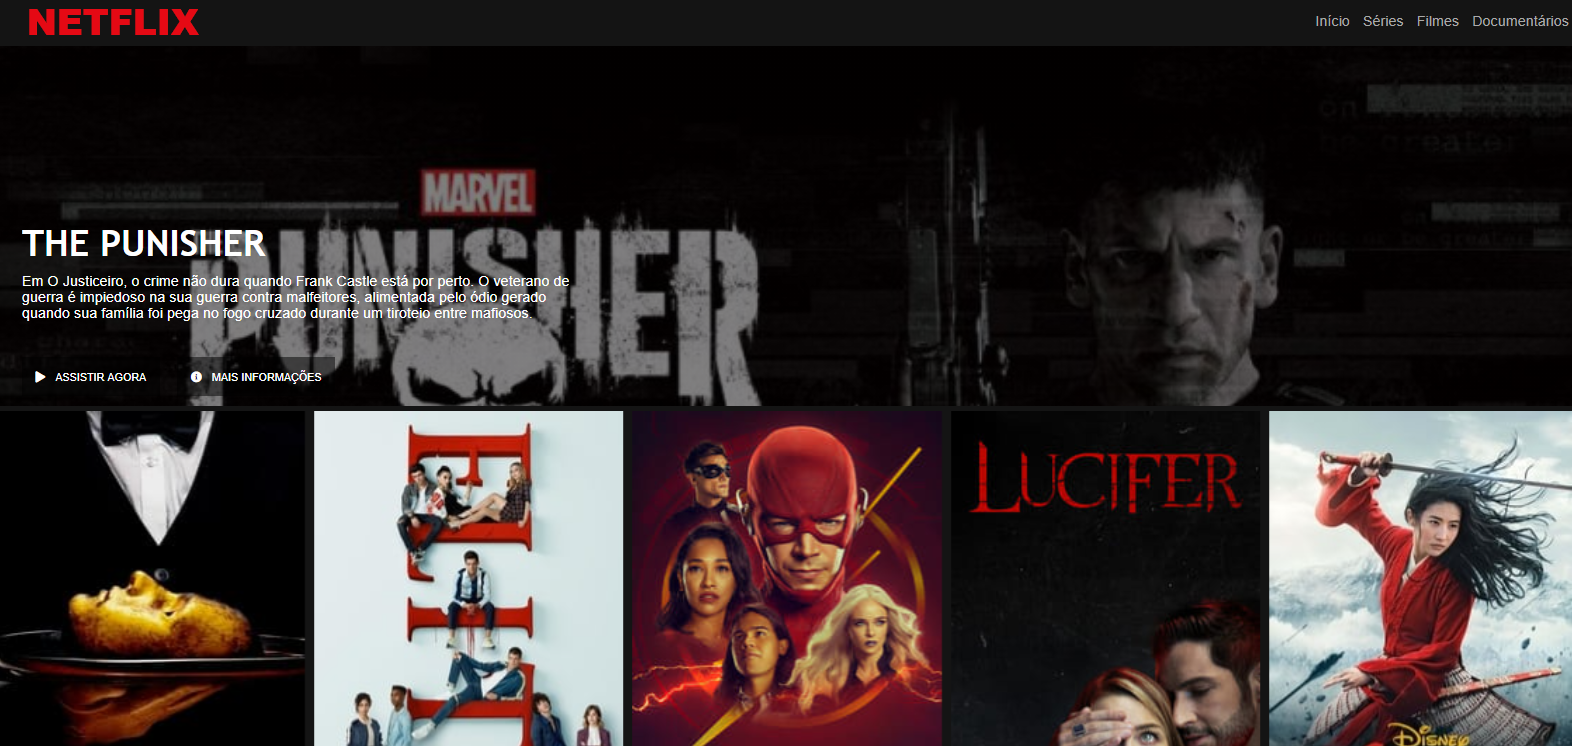 NETFLIX
Início Séries Filmes Documentários
MARVEL
PUNISHER
THE PUNISHER
Em O Justiceiro, o crime não dura quando Frank Castle está por perto. O veterano de
guerra é impiedoso na sua guerra contra malfeitores, alimentada pelo ódio gerado
quando sua família foi pega no fogo cruzado durante um tiroteio entre mafiosos.
ASSISTIR AGORA
MAIS INFORMAÇÕES
LUCIFER
DISNEY